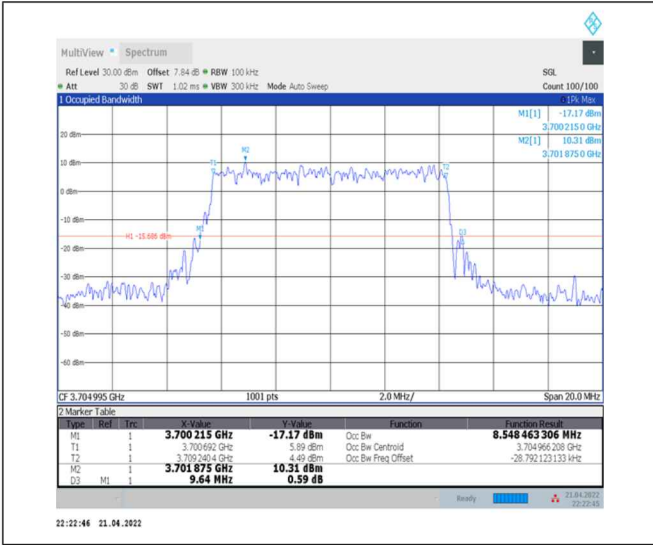 MultiView Spectrum
Ref Level 30.00 dBm Offset 7.84 dB RBW 100 kHz SGL
Att 30 dB SWT 1.02 ms VBW 300 kHz Mode Auto Sweep Count 100/100
1 Occupied Bandwidth 1Pk Max
M1[1] -17.17 dBm
3.7002150 GHz
M2[1] 10.31 dBm
3.7018750 GHz
20 dBm
10 dBm
M2
T1
T2
0 dBm
-10 dBm
H1 -15.686 dBm
M1
D3
-20 dBm
-30 dBm
-40 dBm
-50 dBm
-60 dBm
CF 3.704995 GHz 1001 pts 2.0 MHz/ Span 20.0 MHz
2 Marker Table
Type Ref Trc X-Value Y-Value Function Function Result
M1 1 3.700 215 GHz -17.17 dBm Occ Bw 8.548 463 306 MHz
T1 1 3.700692 GHz 5.89 dBm Occ Bw Centroid 3.704 966 208 GHz
T2 1 3.709 240 4 GHz 4.49 dBm Occ Bw Freq Offset -28.792 123 133 kHz
M2 1 3.701 875 GHz 10.31 dBm
D3 M1 1 9.64 MHz 0.59 dB
Ready 21.04.2022
22:22:45
22:22:46 21.04.2022